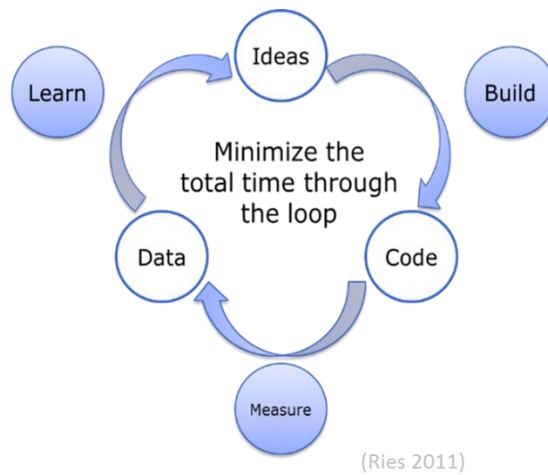 Ideas
Learn
Build
Minimize the
total time through
the loop
Data
Code
Measure
(Ries 2011)